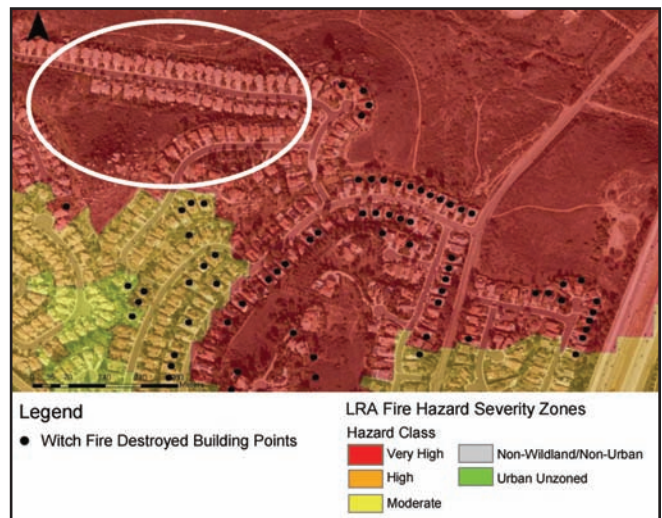 Legend
Witch Fire Destroyed Building Points
LRA Fire Hazard Severity Zones
Hazard Class
Very High
High
Moderate
Non-Wildland/Non-Urban
Urban Unzoned